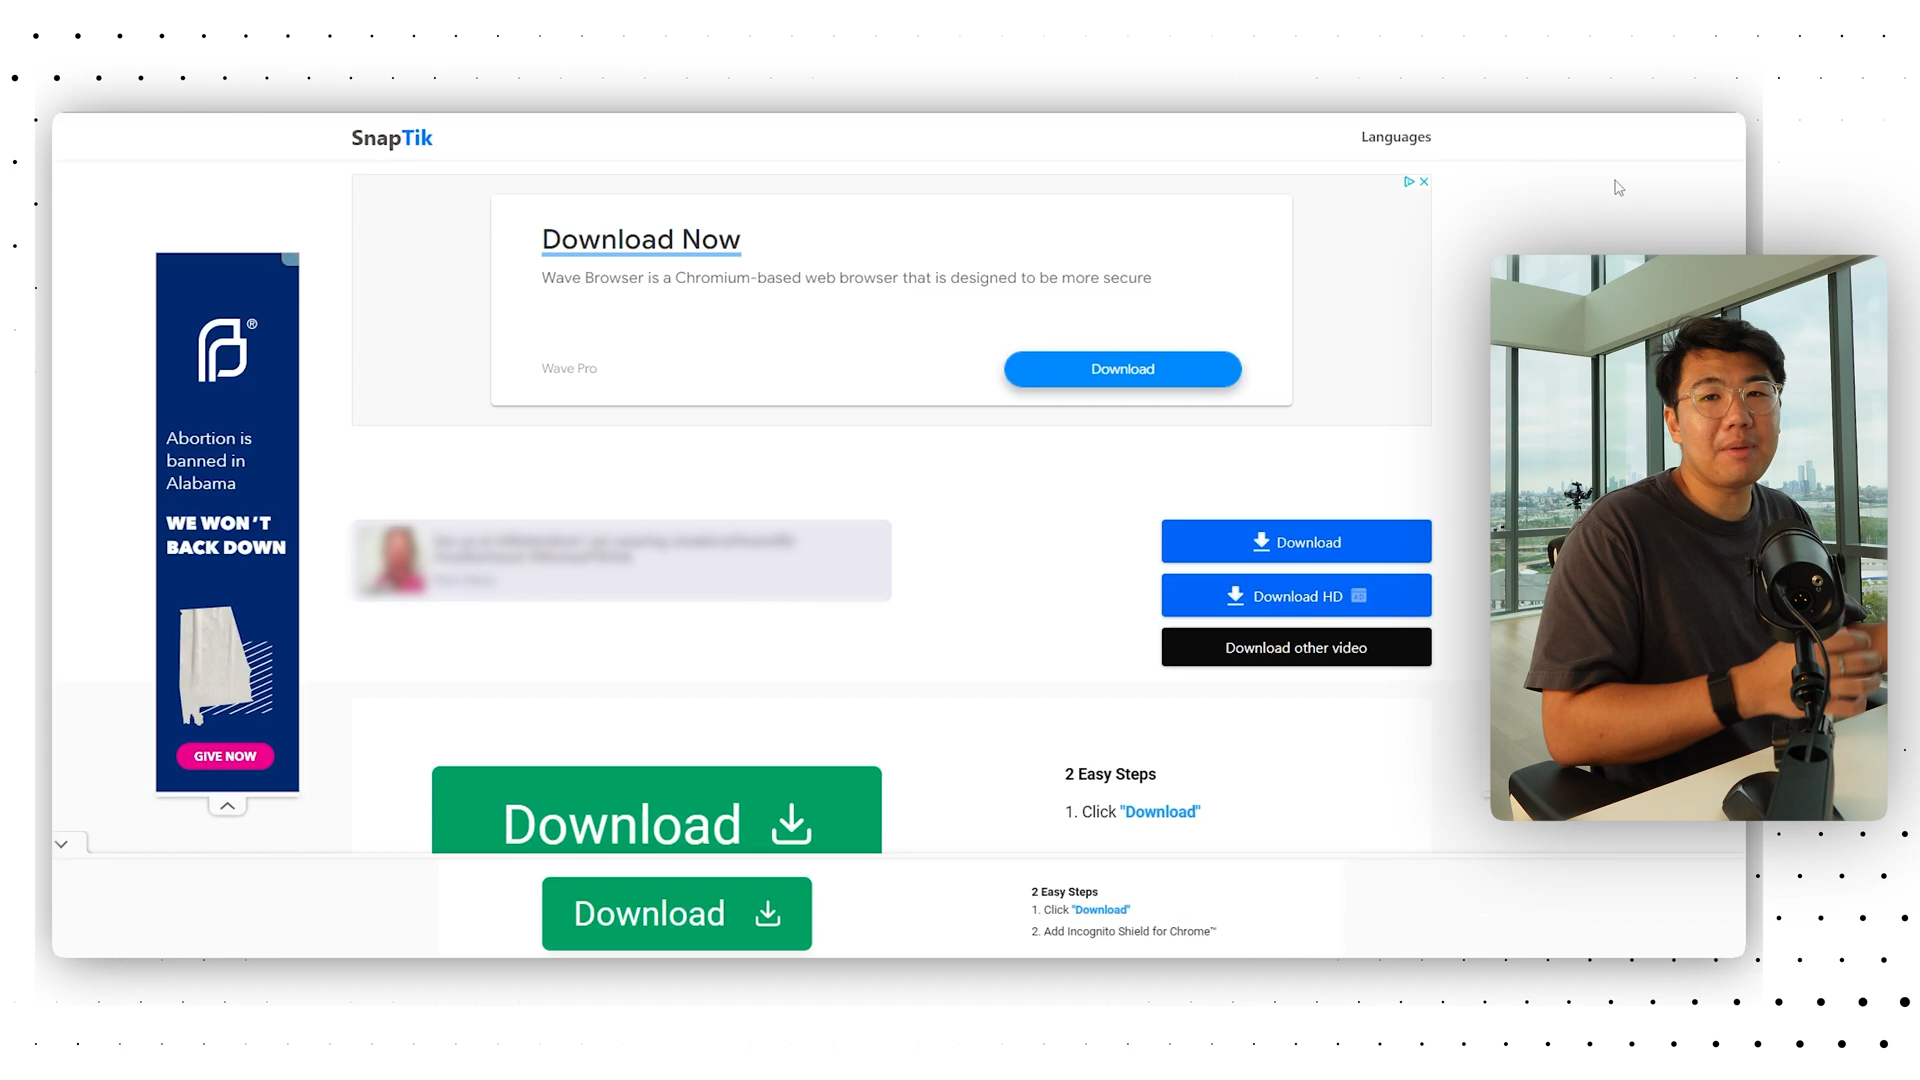 SnapTik
Languages
Download Now
Wave Browser is a Chromium-based web browser that is designed to be more secure
Wave Pro
Download
®
Abortion is
banned in
Alabama
WE WON'T
BACK DOWN
GIVE NOW
Download
Download HD AD
Download other video
Download
2 Easy Steps
1. Click "Download"
Download
2 Easy Steps
1. Click "Download"
2. Add Incognito Shield for Chrome™